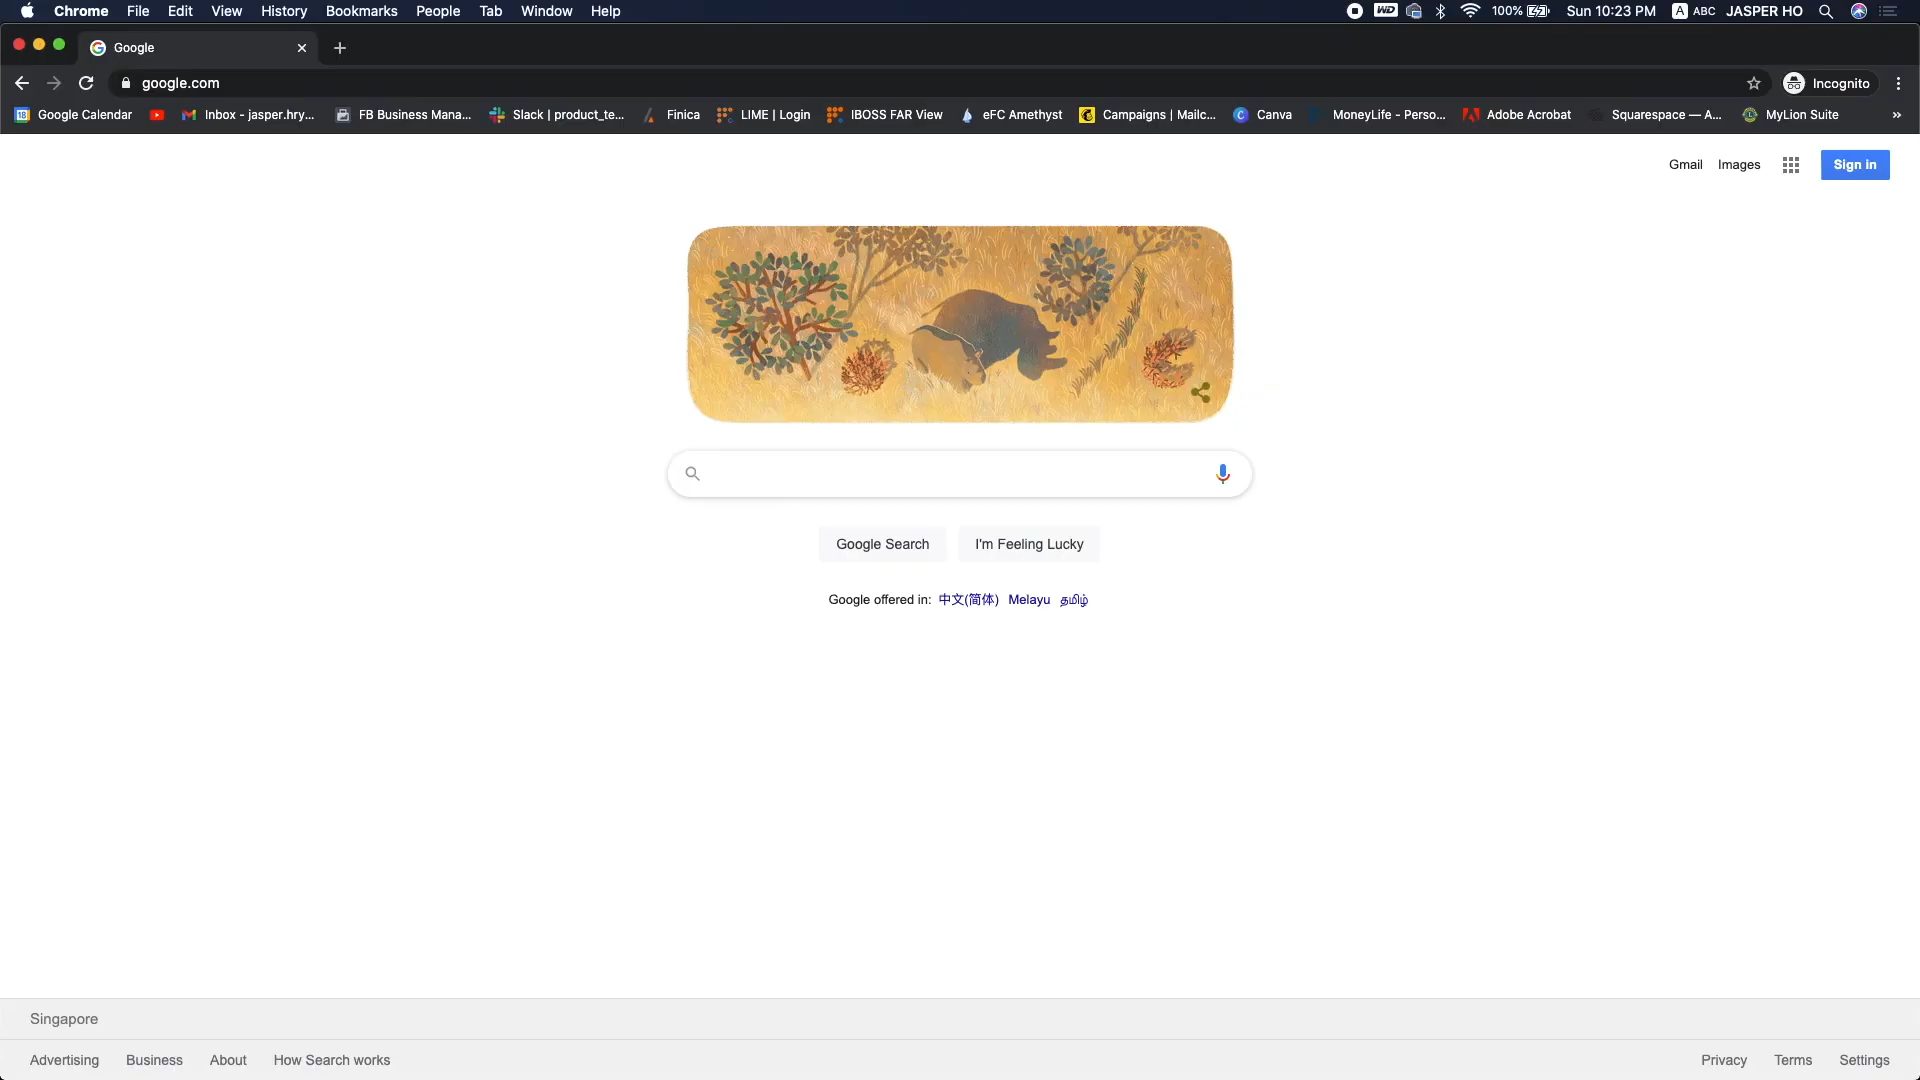 Chrome File Edit View History Bookmarks People Tab Window Help WD 100% Sun 10:23 PM A ABC JASPER HO
Google
google.com Incognito
18 Google Calendar Inbox - jasper.hry... FB Business Mana... Slack | product_te... Finica LIME | Login IBOSS FAR View eFC Amethyst Campaigns | Mailc... Canva MoneyLife - Perso... Adobe Acrobat Squarespace — A... MyLion Suite »
Gmail Images Sign in
Google Search I'm Feeling Lucky
Google offered in: 中文(简体) Melayu தமிழ்
Singapore
Advertising Business About How Search works Privacy Terms Settings